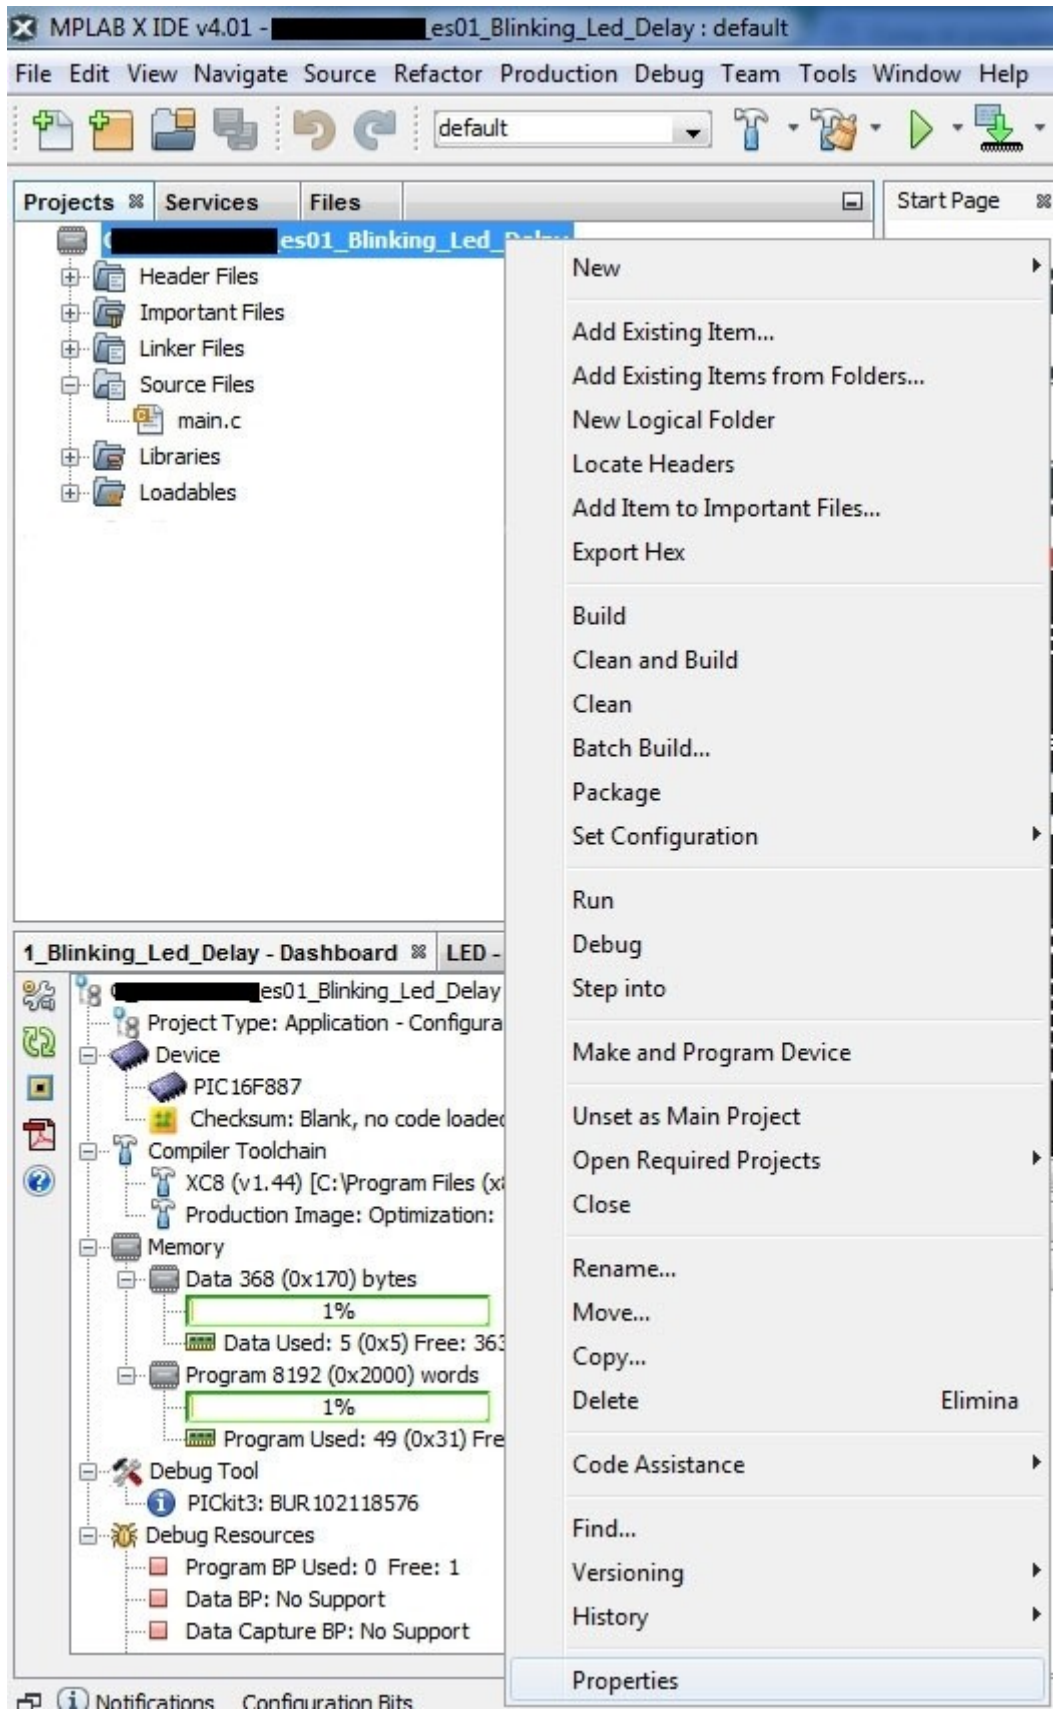 MPLAB X IDE v4.01 - _es01_Blinking_Led_Delay : default
File Edit View Navigate Source Refactor Production Debug Team Tools Window Help
default
Projects Services Files Start Page
es01_Blinking_Led_Delay
Header Files
Important Files
Linker Files
Source Files
main.c
Libraries
Loadables
New
Add Existing Item...
Add Existing Items from Folders...
New Logical Folder
Locate Headers
Add Item to Important Files...
Export Hex
Build
Clean and Build
Clean
Batch Build...
Package
Set Configuration
Run
Debug
Step into
Make and Program Device
Unset as Main Project
Open Required Projects
Close
Rename...
Move...
Copy...
Delete Elimina
Code Assistance
Find...
Versioning
History
Properties
1_Blinking_Led_Delay - Dashboard LED -
_es01_Blinking_Led_Delay
Project Type: Application - Configura
Device
PIC16F887
Checksum: Blank, no code loaded
Compiler Toolchain
XC8 (v1.44) [C:\Program Files (x8
Production Image: Optimization:
Memory
Data 368 (0x170) bytes
1%
Data Used: 5 (0x5) Free: 363
Program 8192 (0x2000) words
1%
Program Used: 49 (0x31) Fre
Debug Tool
PICkit3: BUR102118576
Debug Resources
Program BP Used: 0 Free: 1
Data BP: No Support
Data Capture BP: No Support
Notifications Configuration Bits